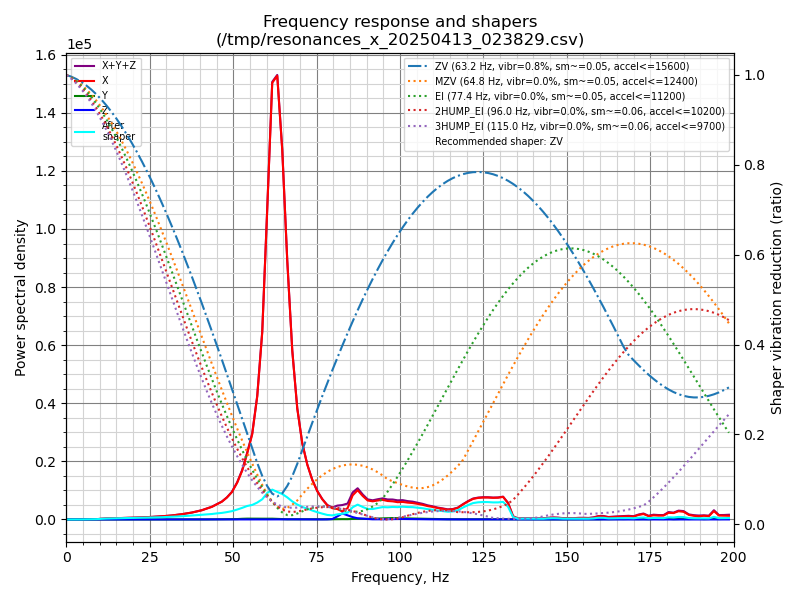 Frequency response and shapers
(/tmp/resonances_x_20250413_023829.csv)
1e5
X+Y+Z
X
Y
Z
After
shaper
ZV (63.2 Hz, vibr=0.8%, sm~=0.05, accel<=15600)
MZV (64.8 Hz, vibr=0.0%, sm~=0.05, accel<=12400)
EI (77.4 Hz, vibr=0.0%, sm~=0.05, accel<=11200)
2HUMP_EI (96.0 Hz, vibr=0.0%, sm~=0.06, accel<=10200)
3HUMP_EI (115.0 Hz, vibr=0.0%, sm~=0.06, accel<=9700)
Recommended shaper: ZV
Power spectral density
1.6
1.4
1.2
1.0
0.8
0.6
0.4
0.2
0.0
Shaper vibration reduction (ratio)
1.0
0.8
0.6
0.4
0.2
0.0
0 25 50 75 100 125 150 175 200
Frequency, Hz